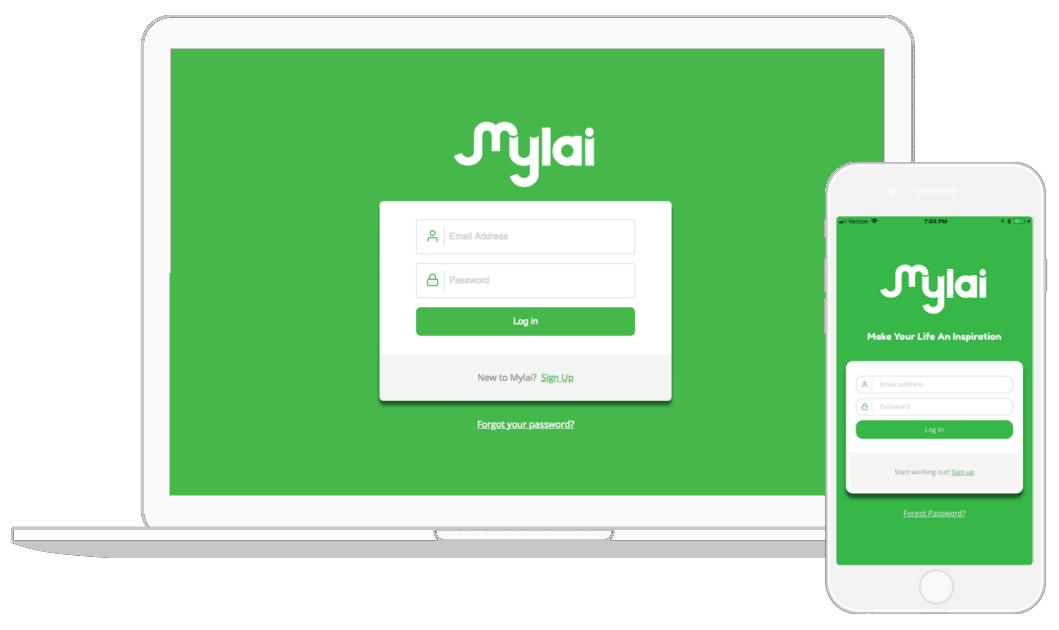 Mylai
Email Address
Password
Log in
New to Mylai? Sign Up
Forgot your password?
Verizon 7:04 PM
Mylai
Make Your Life An Inspiration
Email address
Password
Log In
Start working out! Sign up
Forgot Password?